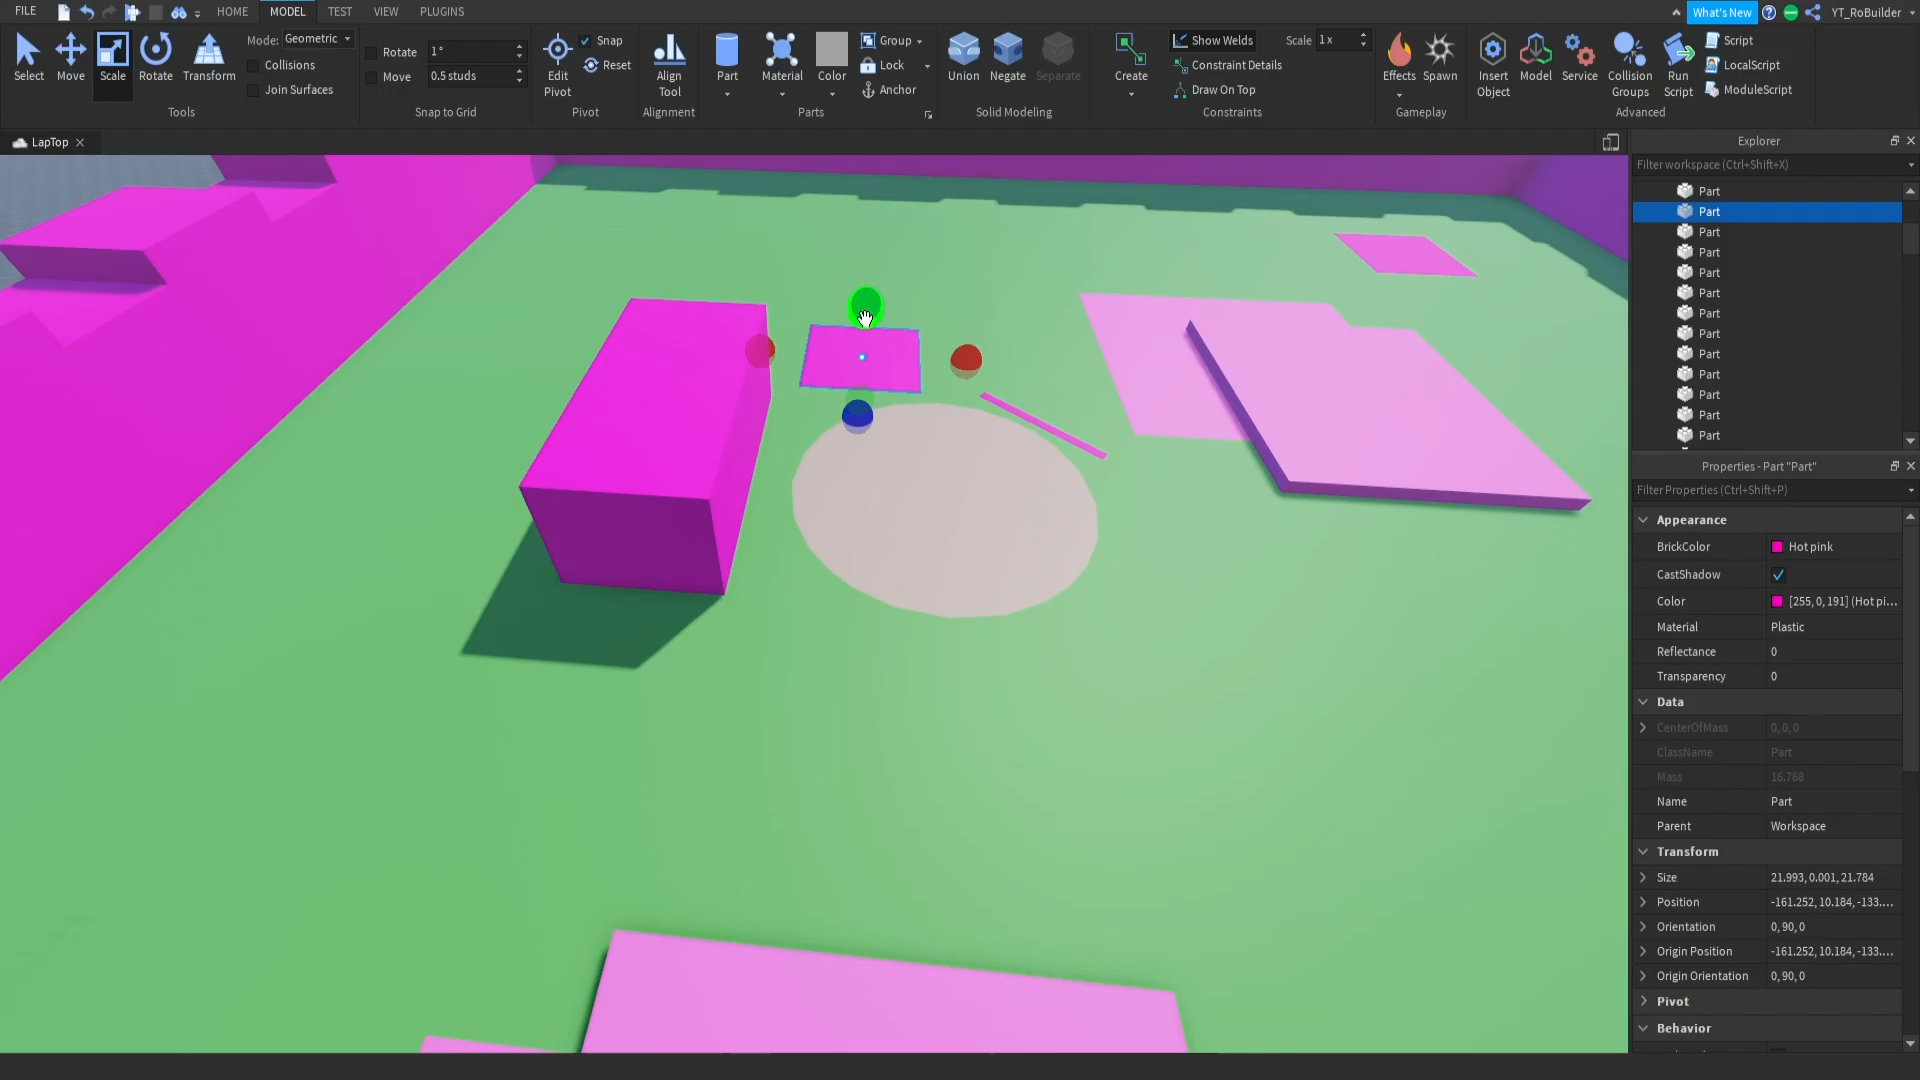 FILE HOME MODEL TEST VIEW PLUGINS What's New YT_RoBuilder
Select Move Scale Rotate Transform
Mode: Geometric
Collisions
Join Surfaces
Tools
Rotate 1°
Move 0.5 studs
Snap to Grid
Edit Pivot
Snap
Reset
Pivot
Align Tool
Alignment
Part Material Color
Group
Lock
Anchor
Parts
Union Negate Separate
Solid Modeling
Create
Show Welds Scale 1x
Constraint Details
Draw On Top
Constraints
Effects Spawn
Gameplay
Insert Object Model Service Collision Groups Run Script
Script
LocalScript
ModuleScript
Advanced
LapTop
Explorer
Filter workspace (Ctrl+Shift+X)
Part
Part
Part
Part
Part
Part
Part
Part
Part
Part
Part
Part
Part
Properties - Part "Part"
Filter Properties (Ctrl+Shift+P)
Appearance
BrickColor Hot pink
CastShadow
Color [255, 0, 191] (Hot pi...
Material Plastic
Reflectance 0
Transparency 0
Data
CenterOfMass 0, 0, 0
ClassName Part
Mass 16.768
Name Part
Parent Workspace
Transform
Size 21.993, 0.001, 21.784
Position -161.252, 10.184, -133....
Orientation 0, 90, 0
Origin Position -161.252, 10.184, -133....
Origin Orientation 0, 90, 0
Pivot
Behavior